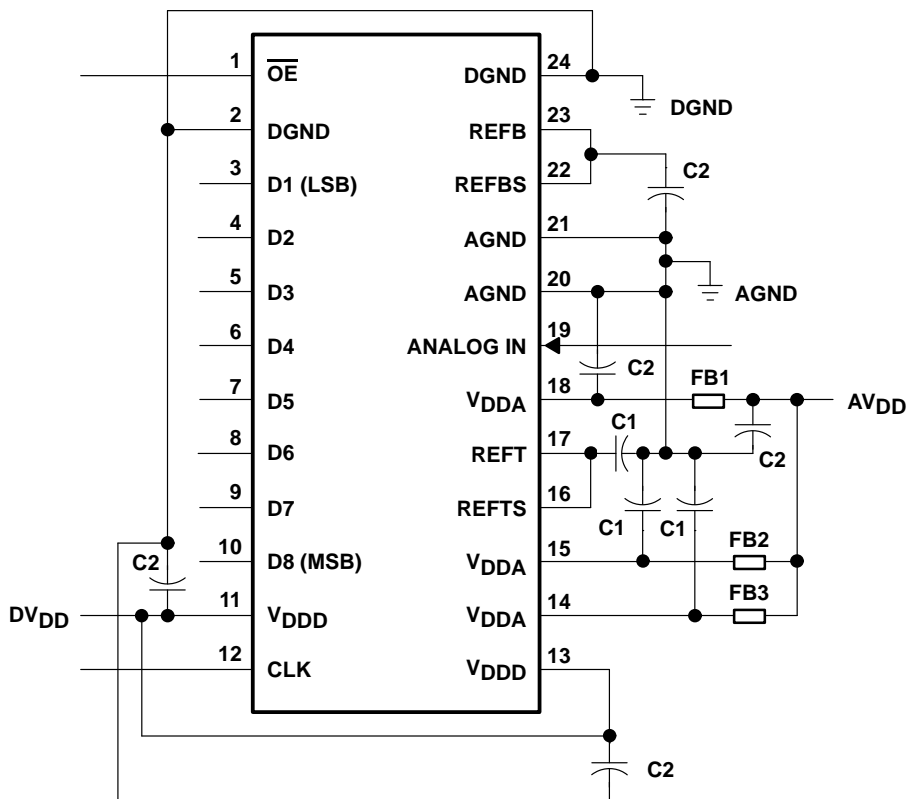 1 OE
2 DGND
3 D1 (LSB)
4 D2
5 D3
6 D4
7 D5
8 D6
9 D7
10 D8 (MSB)
11 VDDD
12 CLK
DVDD
C2
24 DGND
23 REFB
22 REFBS
21 AGND
20 AGND
19 ANALOG IN
18 VDDA
17 REFT
16 REFTS
15 VDDA
14 VDDA
13 VDDD
DGND
C2
AGND
C2
FB1
AVDD
C1
C2
C1
C1
FB2
FB3
C2